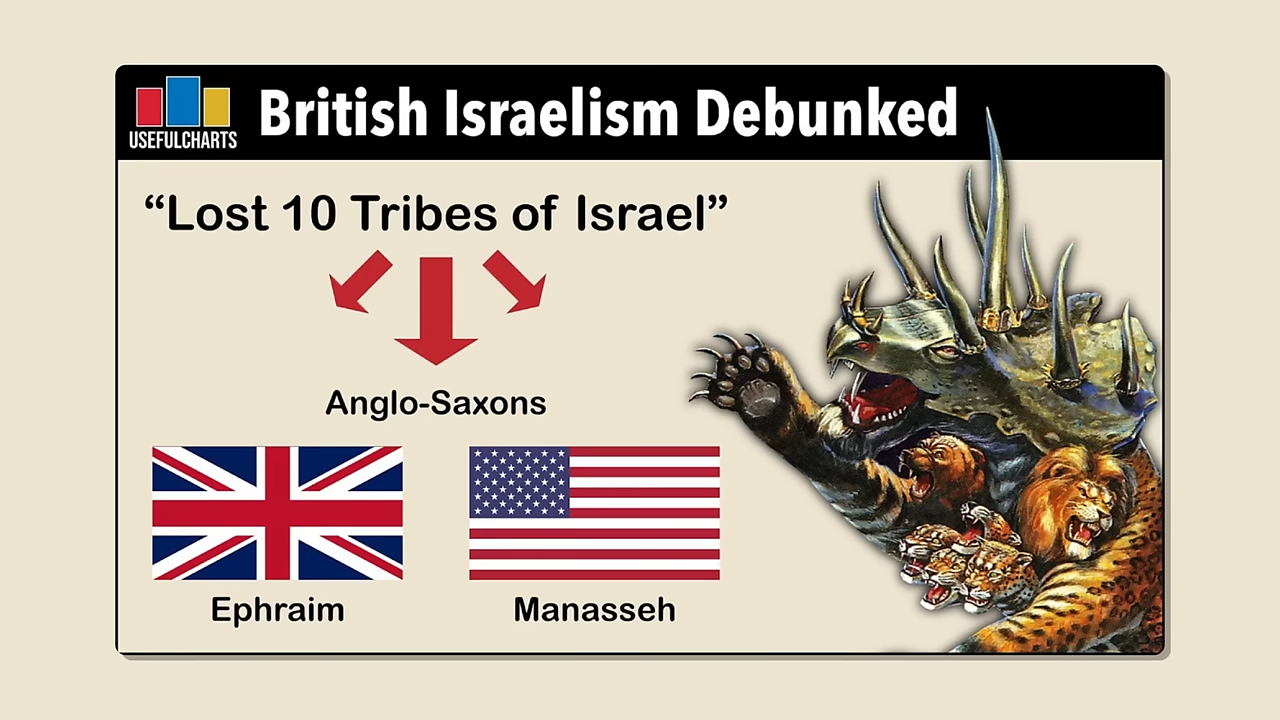 USEFULCHARTS
British Israelism Debunked
“Lost 10 Tribes of Israel”
Anglo-Saxons
Ephraim
Manasseh